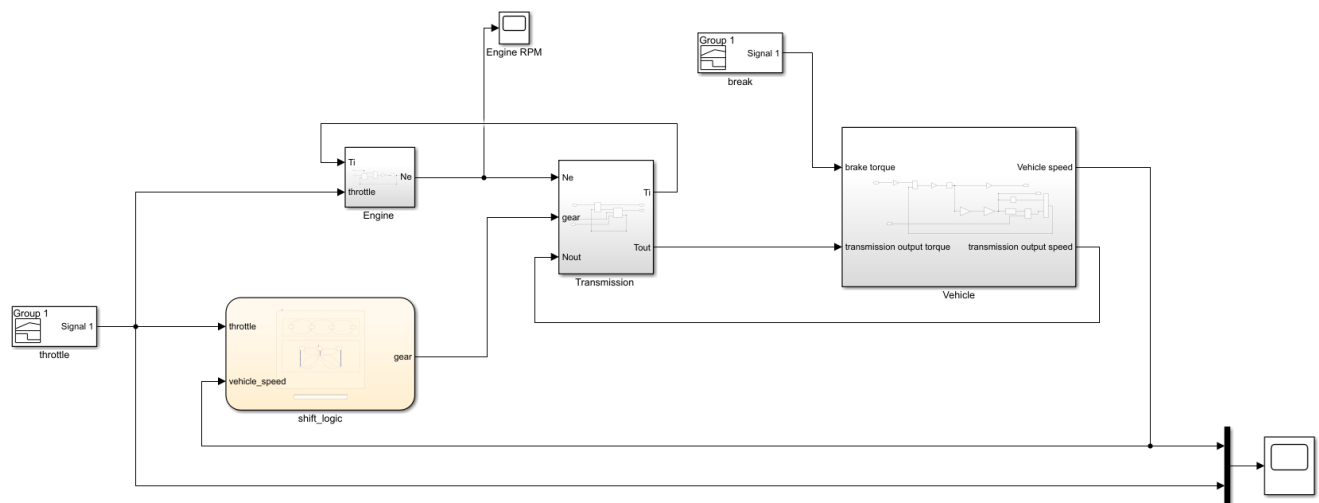 Engine RPM
Group 1
Signal 1
break
Ti
throttle
Ne
Engine
Ne
gear
Nout
Ti
Tout
Transmission
brake torque
transmission output torque
Vehicle speed
transmission output speed
Vehicle
Group 1
Signal 1
throttle
throttle
vehicle_speed
gear
shift_logic